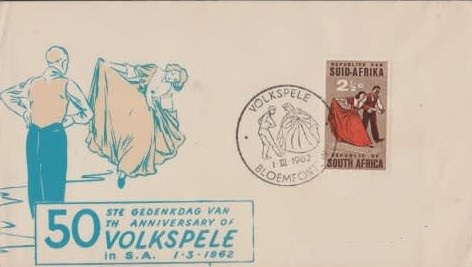 50 STE GEDENKDAG VAN
TH ANNIVERSARY OF
VOLKSPELE
in S.A. 1-3-1962
VOLKSPELE
1 III 1962
REPUBLIEK VAN
SUID-AFRIKA
2½c
REPUBLIC OF
SOUTH AFRICA